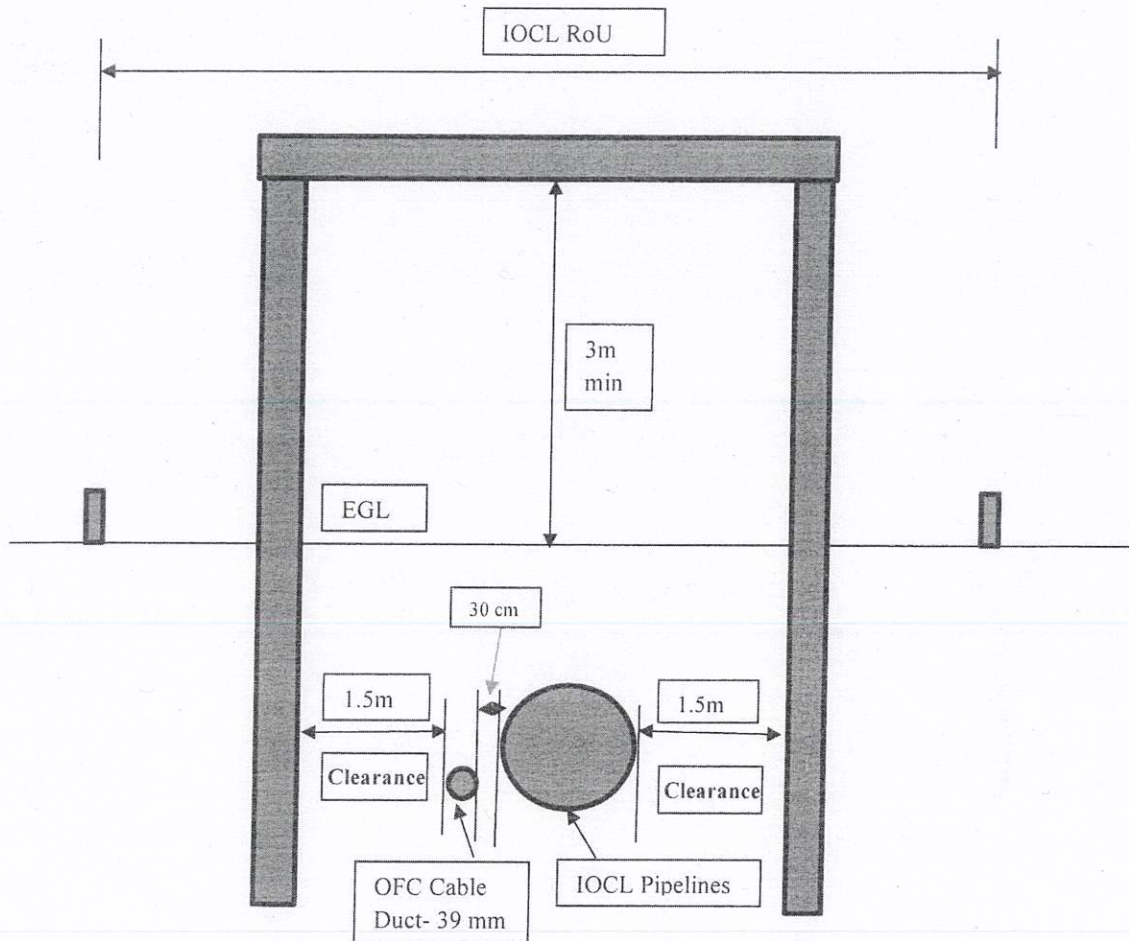 IOCL RoU
3m
min
EGL
30 cm
1.5m
1.5m
Clearance
Clearance
OFC Cable
Duct- 39 mm
IOCL Pipelines